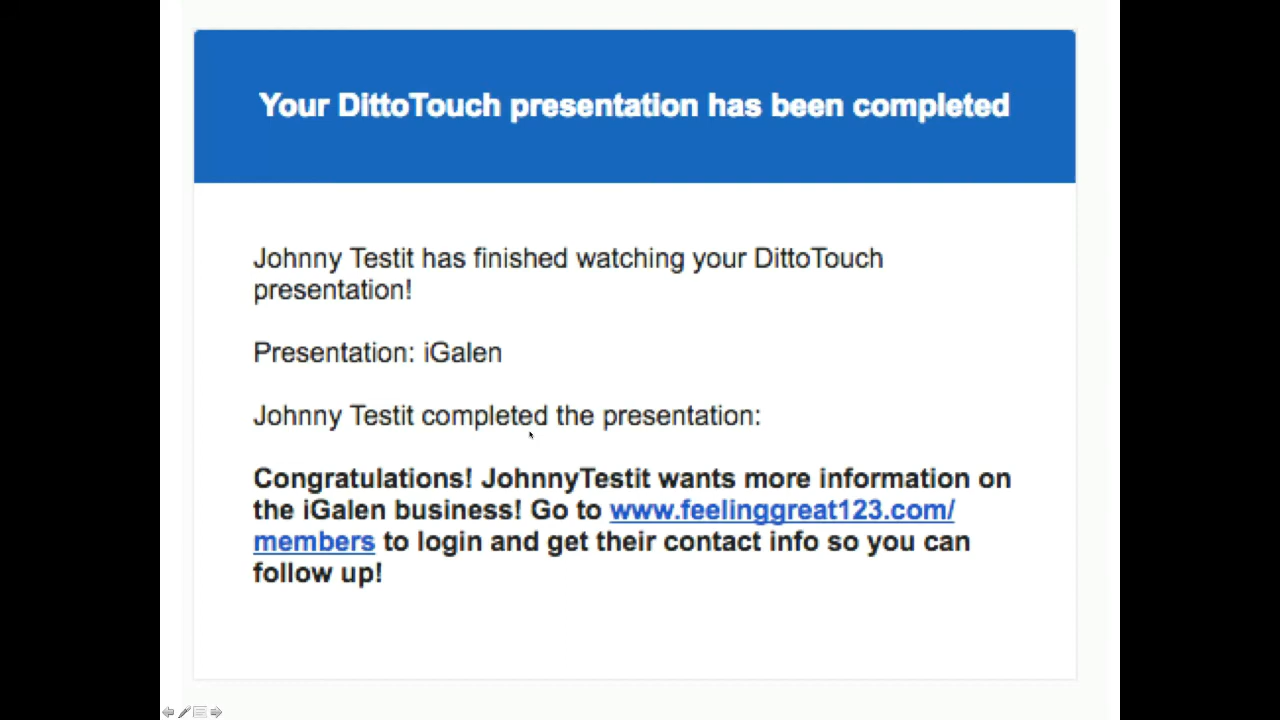 Your DittoTouch presentation has been completed
Johnny Testit has finished watching your DittoTouch
presentation!
Presentation: iGalen
Johnny Testit completed the presentation:
Congratulations! JohnnyTestit wants more information on
the iGalen business! Go to www.feelinggreat123.com/
members to login and get their contact info so you can
follow up!